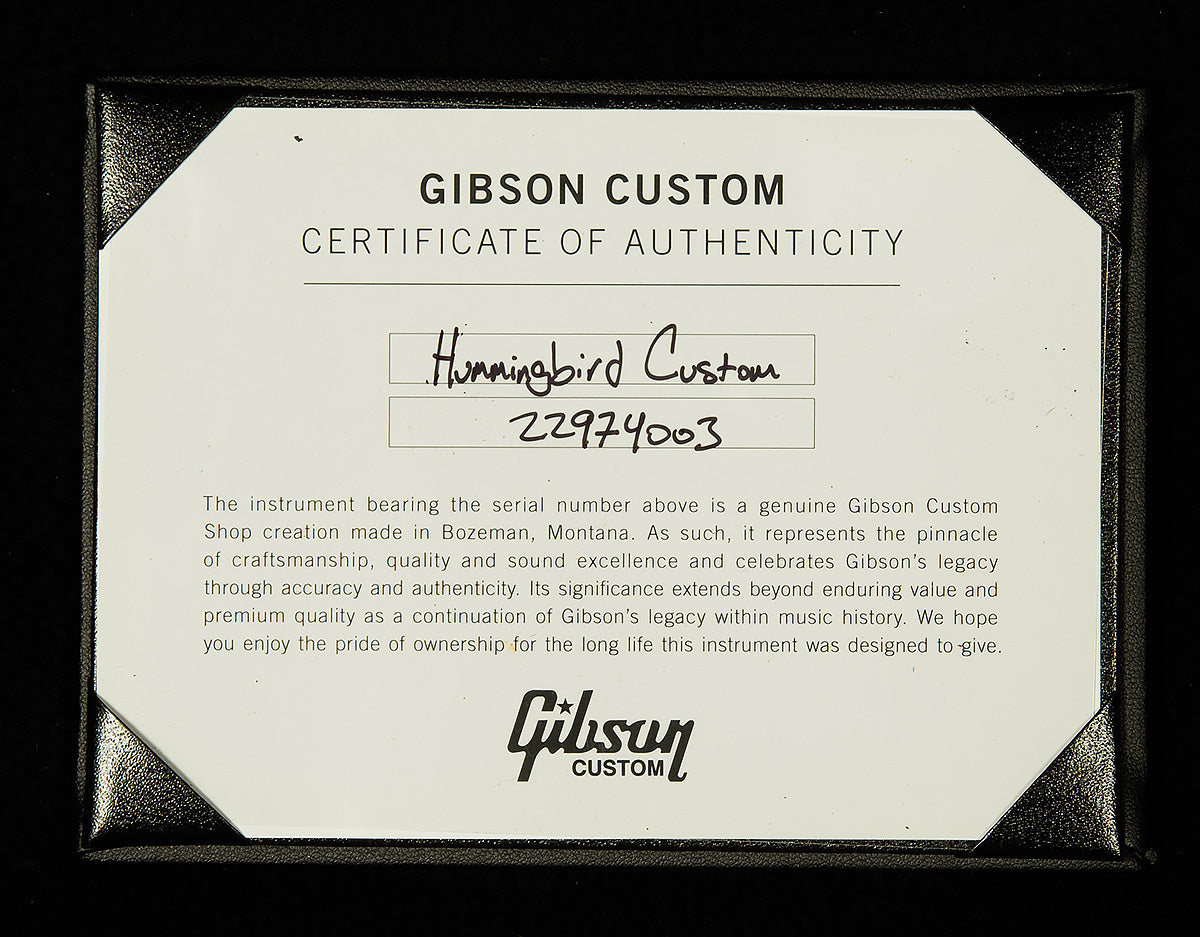 GIBSON CUSTOM
CERTIFICATE OF AUTHENTICITY
Hummingbird Custom
22974003
The instrument bearing the serial number above is a genuine Gibson Custom
Shop creation made in Bozeman, Montana. As such, it represents the pinnacle
of craftsmanship, quality and sound excellence and celebrates Gibson's legacy
through accuracy and authenticity. Its significance extends beyond enduring value and
premium quality as a continuation of Gibson's legacy within music history. We hope
you enjoy the pride of ownership for the long life this instrument was designed to give.
Gibson
CUSTOM